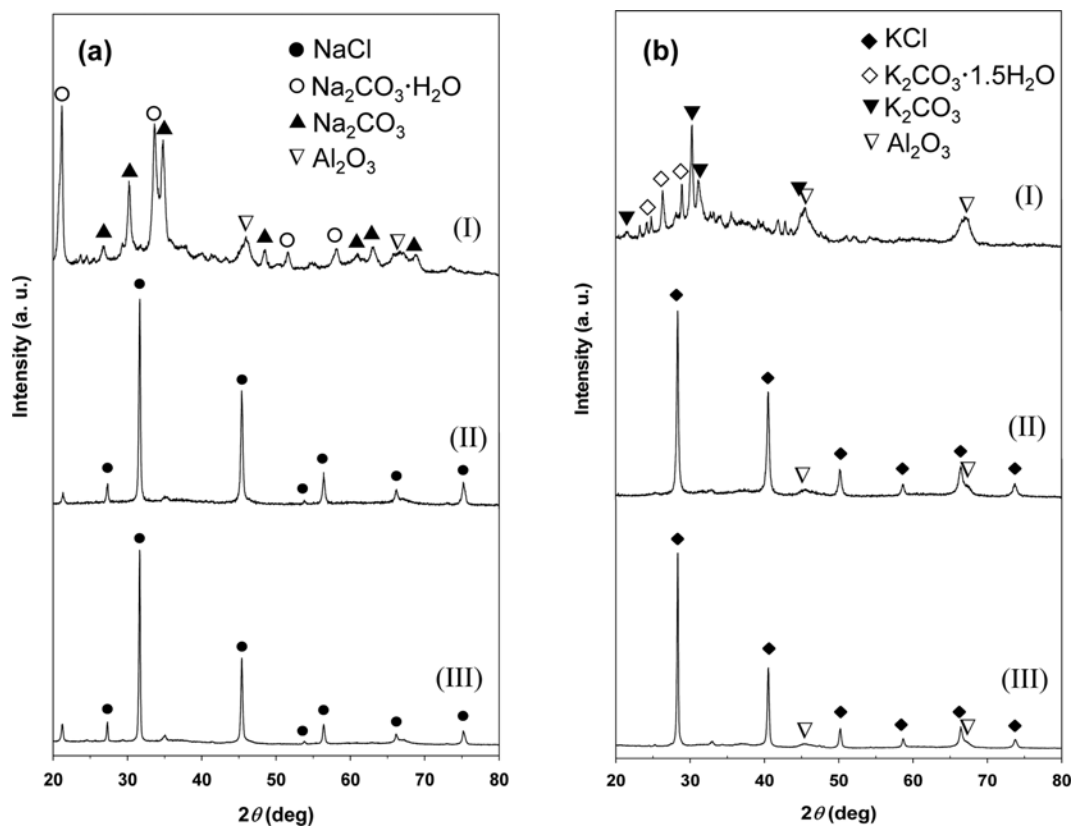 (a)
● NaCl
○ Na₂CO₃·H₂O
▲ Na₂CO₃
▽ Al₂O₃
(I)
(II)
(III)
Intensity (a. u.)
20 30 40 50 60 70 80
2θ (deg)
(b)
◆ KCl
◇ K₂CO₃·1.5H₂O
▼ K₂CO₃
▽ Al₂O₃
(I)
(II)
(III)
Intensity (a. u.)
20 30 40 50 60 70 80
2θ (deg)